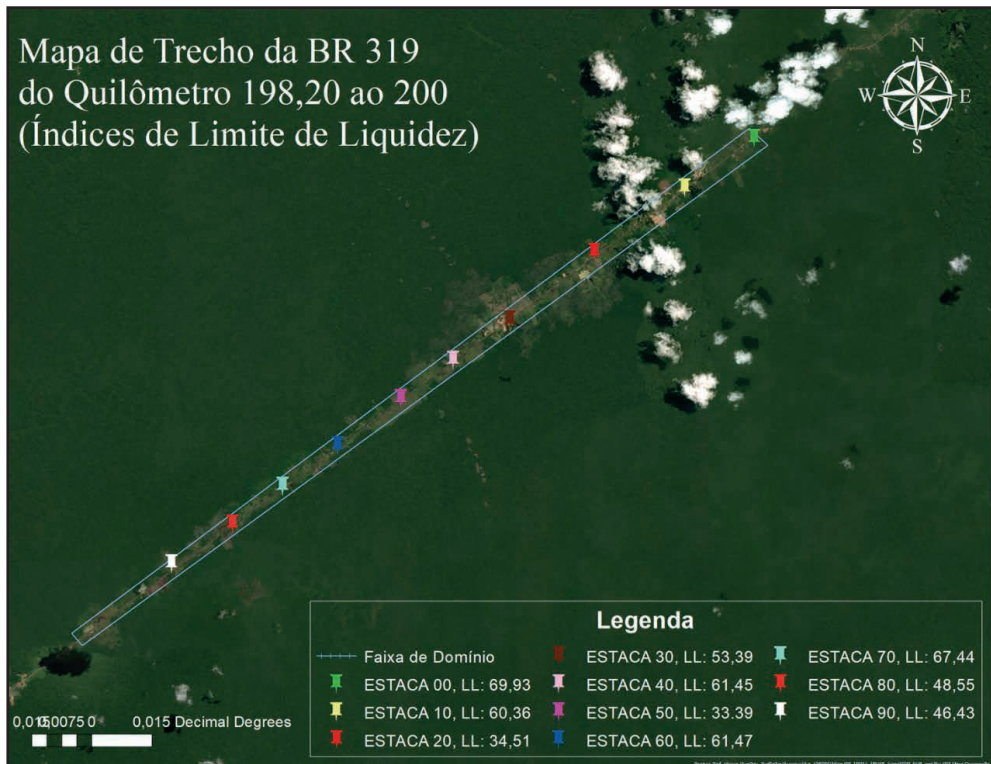 Mapa de Trecho da BR 319
do Quilômetro 198,20 ao 200
(Índices de Limite de Liquidez)
N
W E
S
Legenda
Faixa de Domínio
ESTACA 00, LL: 69,93
ESTACA 10, LL: 60,36
ESTACA 20, LL: 34,51
ESTACA 30, LL: 53,39
ESTACA 40, LL: 61,45
ESTACA 50, LL: 33.39
ESTACA 60, LL: 61,47
ESTACA 70, LL: 67,44
ESTACA 80, LL: 48,55
ESTACA 90, LL: 46,43
0,0150 0075 0 0,015 Decimal Degrees